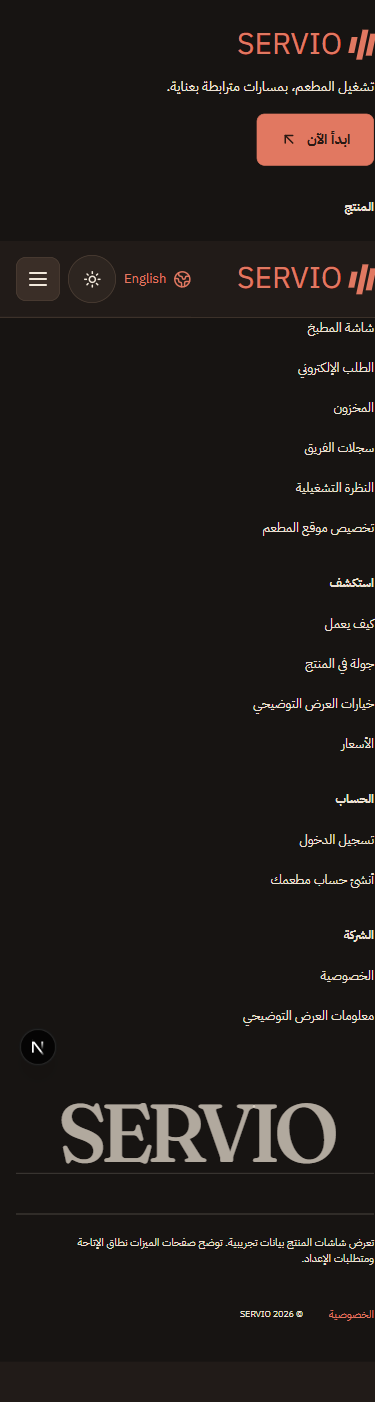 SERVIO
تشغيل المطعم، بمسارات مترابطة بعناية.
ابدأ الآن
المنتج
SERVIO English
شاشة المطبخ
الطلب الإلكتروني
المخزون
سجلات الفريق
النظرة التشغيلية
تخصيص موقع المطعم
استكشف
كيف يعمل
جولة في المنتج
خيارات العرض التوضيحي
الأسعار
الحساب
تسجيل الدخول
أنشئ حساب مطعمك
الشركة
الخصوصية
معلومات العرض التوضيحي
N
SERVIO
تعرض شاشات المنتج بيانات تجريبية. توضح صفحات الميزات نطاق الإتاحة
ومتطلبات الإعداد.
الخصوصية © 2026 SERVIO